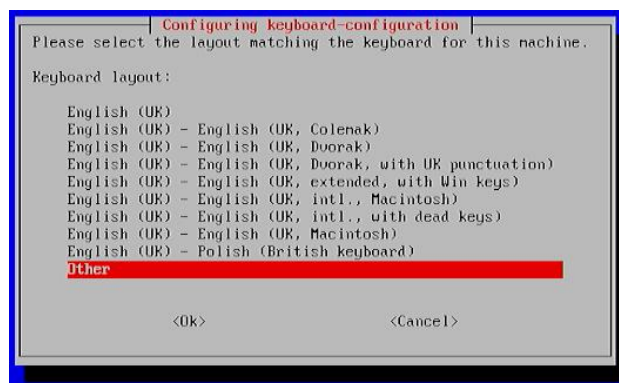 Configuring keyboard-configuration
Please select the layout matching the keyboard for this machine.
Keyboard layout:
English (UK)
English (UK) - English (UK, Colemak)
English (UK) - English (UK, Dvorak)
English (UK) - English (UK, Dvorak, with UK punctuation)
English (UK) - English (UK, extended, with Win keys)
English (UK) - English (UK, intl., Macintosh)
English (UK) - English (UK, intl., with dead keys)
English (UK) - English (UK, Macintosh)
English (UK) - Polish (British keyboard)
Other
<Ok> <Cancel>